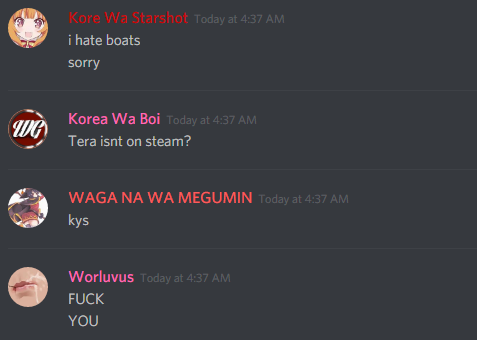 Kore Wa Starshot Today at 4:37 AM
i hate boats
sorry
Korea Wa Boi Today at 4:37 AM
Tera isnt on steam?
WG
WAGA NA WA MEGUMIN Today at 4:37 AM
kys
Worluvus Today at 4:37 AM
FUCK
YOU